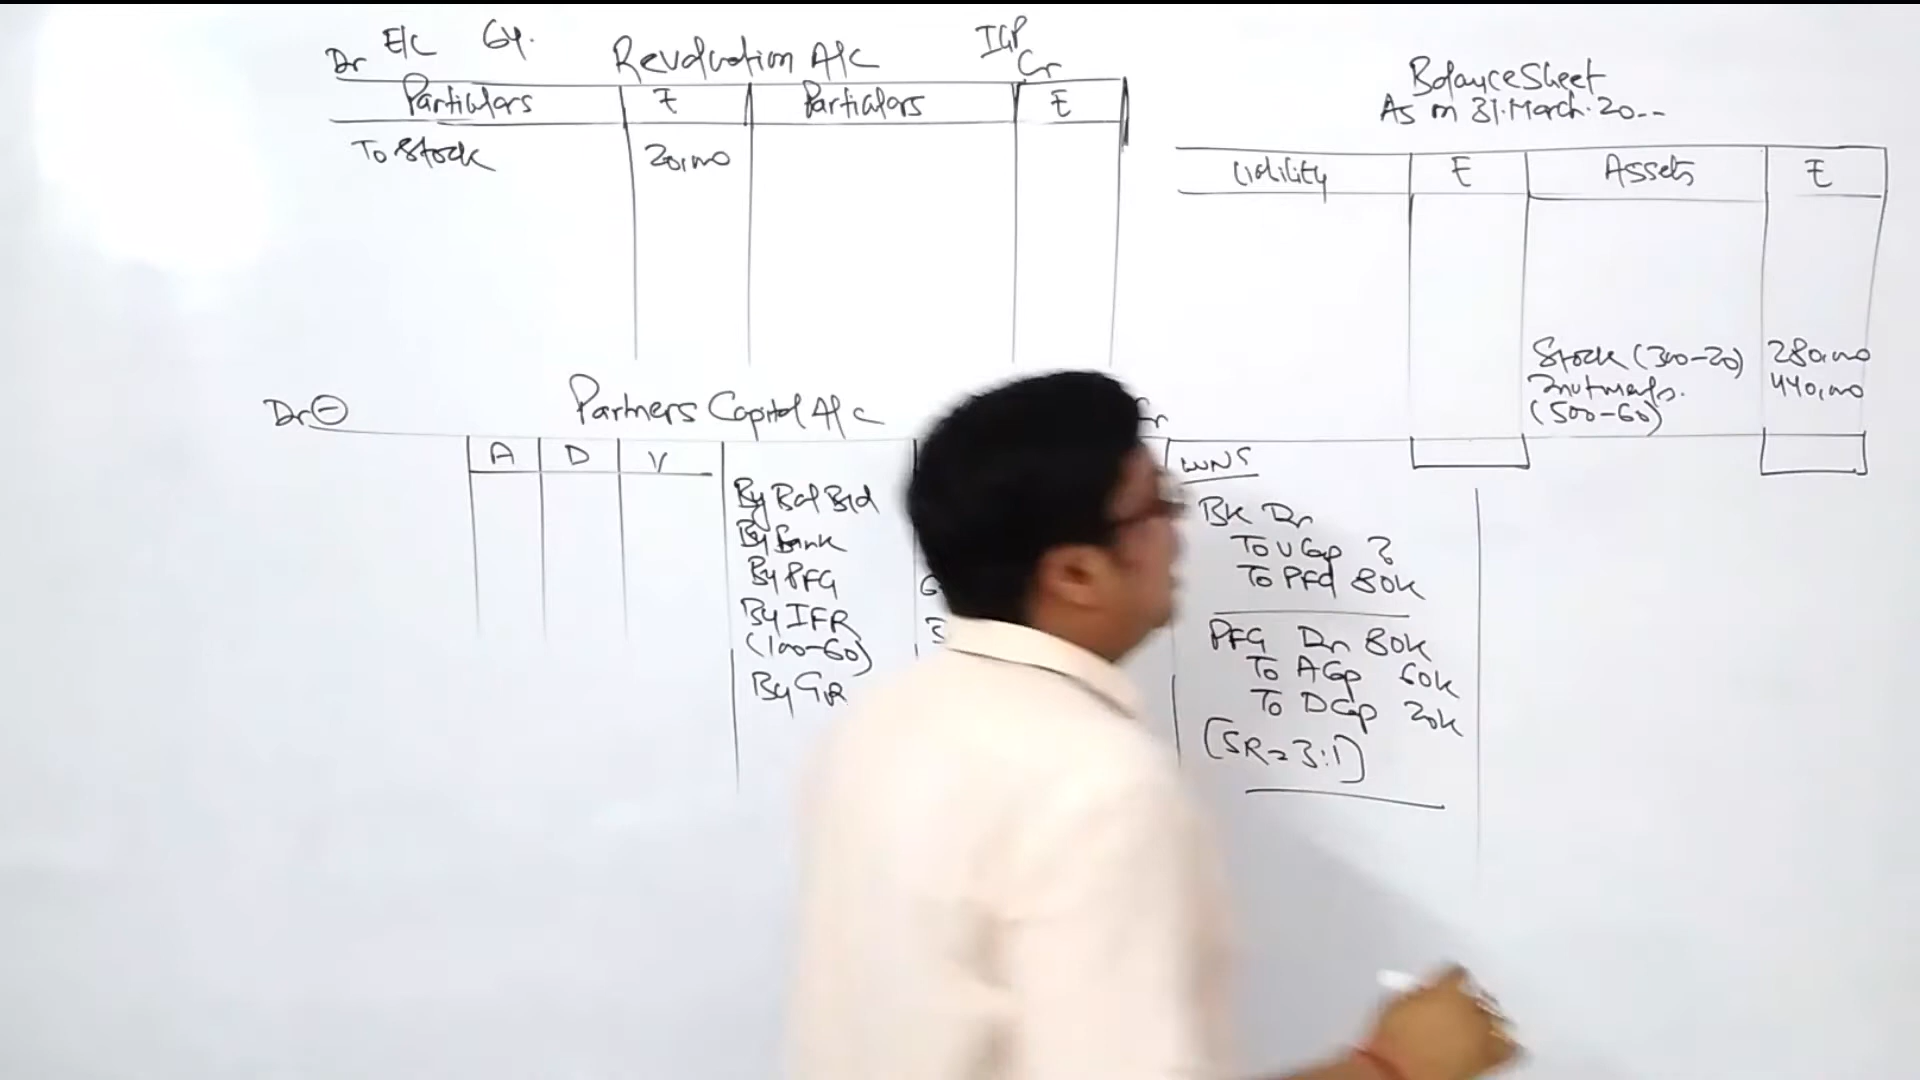 Dr E/C 64. Revaluation A/c IGP Cr
Particulars ₹ Particulars ₹
To Stock 20,000
Balance Sheet
As on 31.March.20--
Liability ₹ Assets ₹
Stock (300-20) 280,000
Investments. 440,000
(500-60)
Dr ⊖ Partners Capital A/c Cr
A D V
By Bal B/d
By Bank
By PFG
By IFR
(100-60)
By GR
WNS
Bk Dr
To V Cap ?
To PFG 80k
PFG Dr 80k
To A Cap 60k
To D Cap 20k
(SR=3:1)